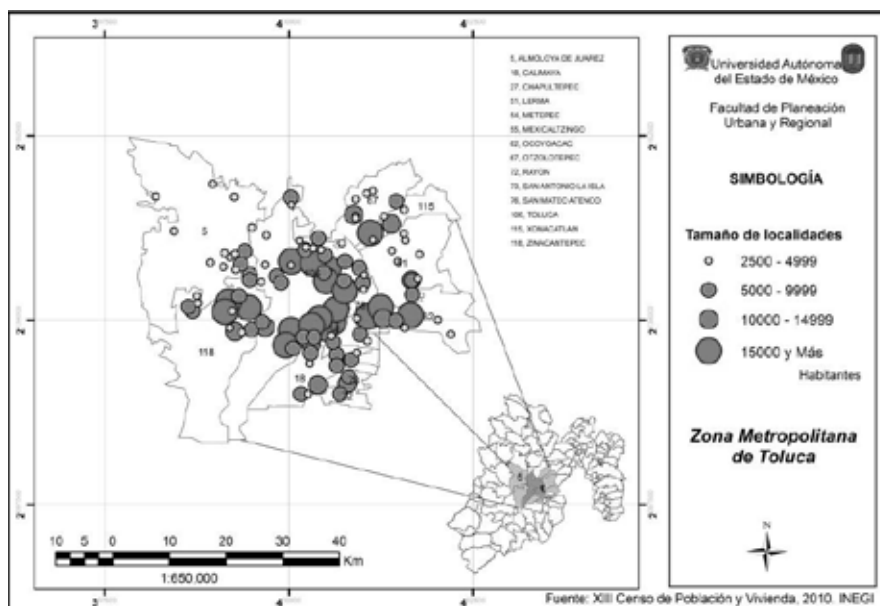 5, ALMOLOYA DE JUAREZ
18, CALIMAYA
27, CHAPULTEPEC
51, LERMA
54, METEPEC
55, MEXICALTZINGO
62, OCOYOACAC
67, OTZOLOTEPEC
72, RAYON
73, SAN ANTONIO LA ISLA
76, SAN MATEO ATENCO
106, TOLUCA
115, XONACATLAN
118, ZINACANTEPEC
115
5
118
18
10 5 0 10 20 30 40
Km
1:650.000
Universidad Autónoma
del Estado de México
Facultad de Planeación
Urbana y Regional
SIMBOLOGÍA
Tamaño de localidades
2500 - 4999
5000 - 9999
10000 - 14999
15000 y Más
Habitantes
Zona Metropolitana
de Toluca
N
Fuente: XIII Censo de Población y Vivienda, 2010. INEGI